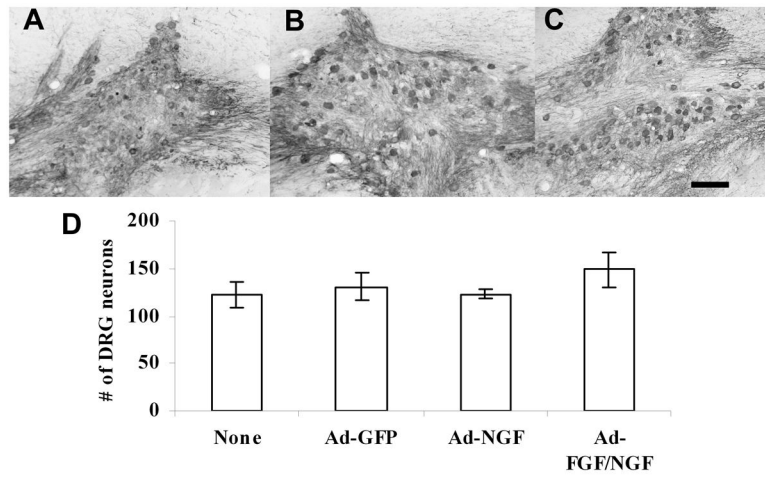 A B C
D
# of DRG neurons
200
150
100
50
0
None Ad-GFP Ad-NGF Ad-
FGF/NGF